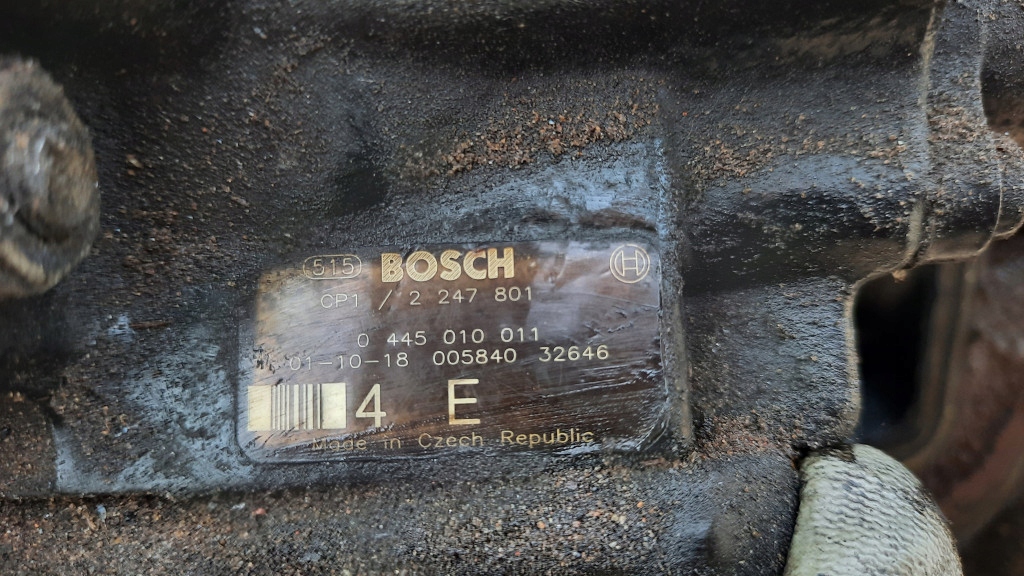 515 BOSCH
CP1 / 2 247 801
0 445 010 011
01-10-18 005840 32646
4 E
Made in Czech Republic